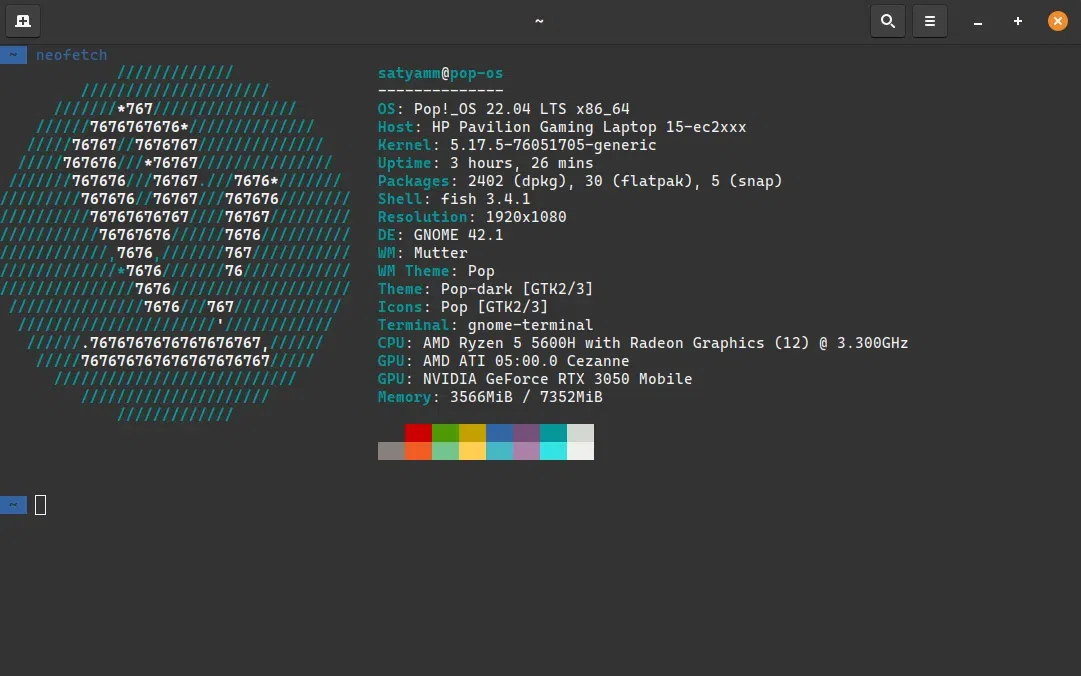 ~
~ neofetch
/////////////
/////////////////////
///////*767////////////////
//////7676767676*//////////////
/////76767//7676767//////////////
/////767676///*76767///////////////
///////767676///76767.///7676*///////
/////////767676//76767///767676////////
//////////76767676767////76767/////////
///////////76767676//////7676//////////
////////////,7676,///////767///////////
/////////////*7676///////76////////////
///////////////7676////////////////////
///////////////7676///767////////////
//////////////////////'////////////
//////.7676767676767676767,//////
/////767676767676767676767/////
///////////////////////////
/////////////////////
/////////////
satyamm@pop-os
--------------
OS: Pop!_OS 22.04 LTS x86_64
Host: HP Pavilion Gaming Laptop 15-ec2xxx
Kernel: 5.17.5-76051705-generic
Uptime: 3 hours, 26 mins
Packages: 2402 (dpkg), 30 (flatpak), 5 (snap)
Shell: fish 3.4.1
Resolution: 1920x1080
DE: GNOME 42.1
WM: Mutter
WM Theme: Pop
Theme: Pop-dark [GTK2/3]
Icons: Pop [GTK2/3]
Terminal: gnome-terminal
CPU: AMD Ryzen 5 5600H with Radeon Graphics (12) @ 3.300GHz
GPU: AMD ATI 05:00.0 Cezanne
GPU: NVIDIA GeForce RTX 3050 Mobile
Memory: 3566MiB / 7352MiB
~